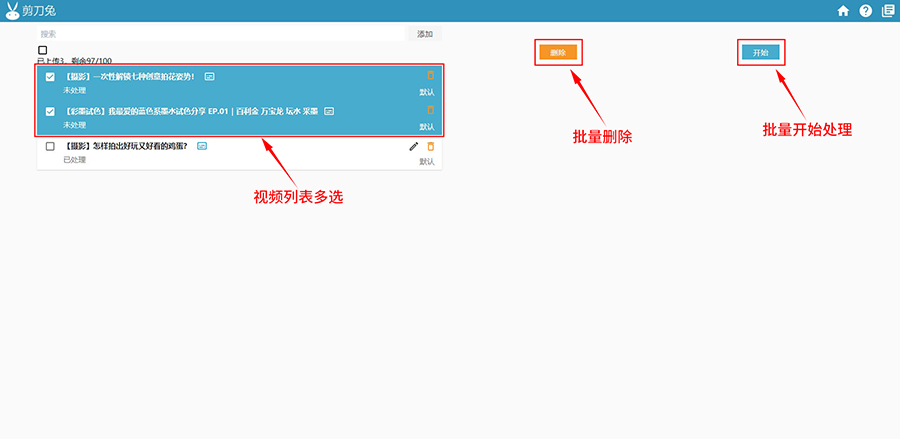 剪刀兔
搜索
添加
已上传3，剩余97/100
删除
开始
【摄影】一次性解锁七种创意拍花姿势！
未处理
默认
【彩墨试色】我最爱的蓝色系墨水试色分享 EP.01 | 百利金 万宝龙 玩水 采墨
未处理
默认
批量删除
批量开始处理
【摄影】怎样拍出好玩又好看的鸡蛋？
已处理
默认
视频列表多选